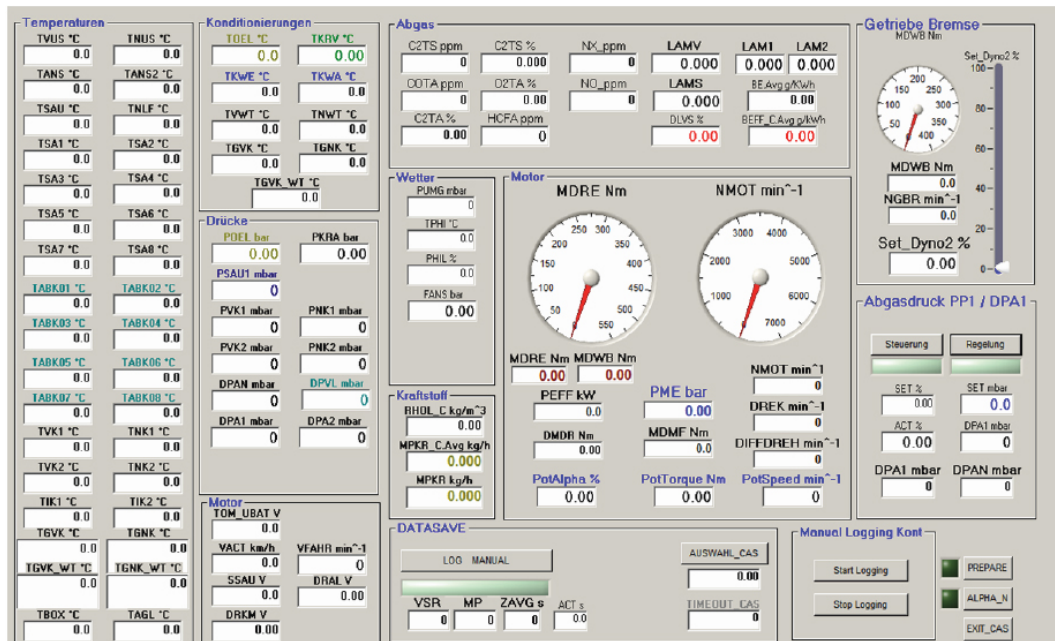 Temperaturen
TVUS °C TNUS °C
0.0 0.0
TANS °C TANS2 °C
0.0 0.0
TSAU °C TNLF °C
0.0 0.0
TSA1 °C TSA2 °C
0.0 0.0
TSA3 °C TSA4 °C
0.0 0.0
TSA5 °C TSA6 °C
0.0 0.0
TSA7 °C TSA8 °C
0.0 0.0
TABK01 °C TABK02 °C
0.0 0.0
TABK03 °C TABK04 °C
0.0 0.0
TABK05 °C TABK06 °C
0.0 0.0
TABK07 °C TABK08 °C
0.0 0.0
TVK1 °C TNK1 °C
0.0 0.0
TVK2 °C TNK2 °C
0.0 0.0
TIK1 °C TIK2 °C
0.0 0.0
TGVK °C TGNK °C
0.0 0.0
TGVK_WT °C TGNK_WT °C
0.0 0.0
TBOX °C TAGL °C
0.0 0.0
Konditionierungen
TOEL °C TKRV °C
0.0 0.00
TKWE °C TKWA °C
0.0 0.0
TVWT °C TNWT °C
0.0 0.0
TGVK °C TGNK °C
0.0 0.0
TGVK_WT °C
0.0
Drücke
POEL bar PKRA bar
0.00 0.00
PSAU1 mbar
0
PVK1 mbar PNK1 mbar
0 0
PVK2 mbar PNK2 mbar
0 0
DPAN mbar DPVL mbar
0 0
DPA1 mbar DPA2 mbar
0 0
Motor
TOM_UBAT V
0.0
VACT km/h VFAHR min^-1
0.0 0
SSAU V DRAL V
0.0 0.00
DRKM V
0.00
Abgas
C2TS ppm C2TS % NX_ppm LAMV LAM1 LAM2
0 0.000 0 0.000 0.000 0.000
COTA ppm O2TA % NO_ppm LAMS BE.Avg g/KWh
0 0.00 0 0.000 0.00
C2TA % HCFA ppm DLVS % BEFF_C.Avg g/kWh
0.00 0 0.00 0.00
Wetter
PUMG mbar
0
TPHI °C
0.0
PHIL %
0.0
FANS bar
0.00
Kraftstoff
RHOL_C kg/m^3
0.00
MPKR_C.Avg kg/h
0.000
MPKR kg/h
0.000
Motor
MDRE Nm NMOT min^-1
50 100 150 200 250 300 350 400 450 500 550
1000 2000 3000 4000 5000 6000 7000
MDRE Nm MDWB Nm
0.00 0.00
NMOT min^1
0
PEFF kW PME bar DREK min^-1
0.0 0.00 0
DMDR Nm MDMF Nm DIFFDREH min^-1
0.00 0.0 0
PotAlpha % PotTorque Nm PotSpeed min^-1
0.00 0.00 0
DATASAVE
LOG MANUAL
VSR MP ZAVG s ACT s
0 0 0 0.0
AUSWAHL_CAS
0.00
TIMEOUT_CAS
0.0
Getriebe Bremse
MDWB Nm
50 100 150 200 250 300 350 400
Set_Dyno2 %
100
80
60
40
20
0
MDWB Nm
0.0
NGBR min^-1
0.0
Set_Dyno2 %
0.00
Abgasdruck PP1 / DPA1
Steuerung Regelung
SET % SET mbar
0.00 0.0
ACT % DPA1 mbar
0.00 0
DPA1 mbar DPAN mbar
0 0
Manual Logging Kont
Start Logging
Stop Logging
PREPARE
ALPHA_N
EXIT_CAS